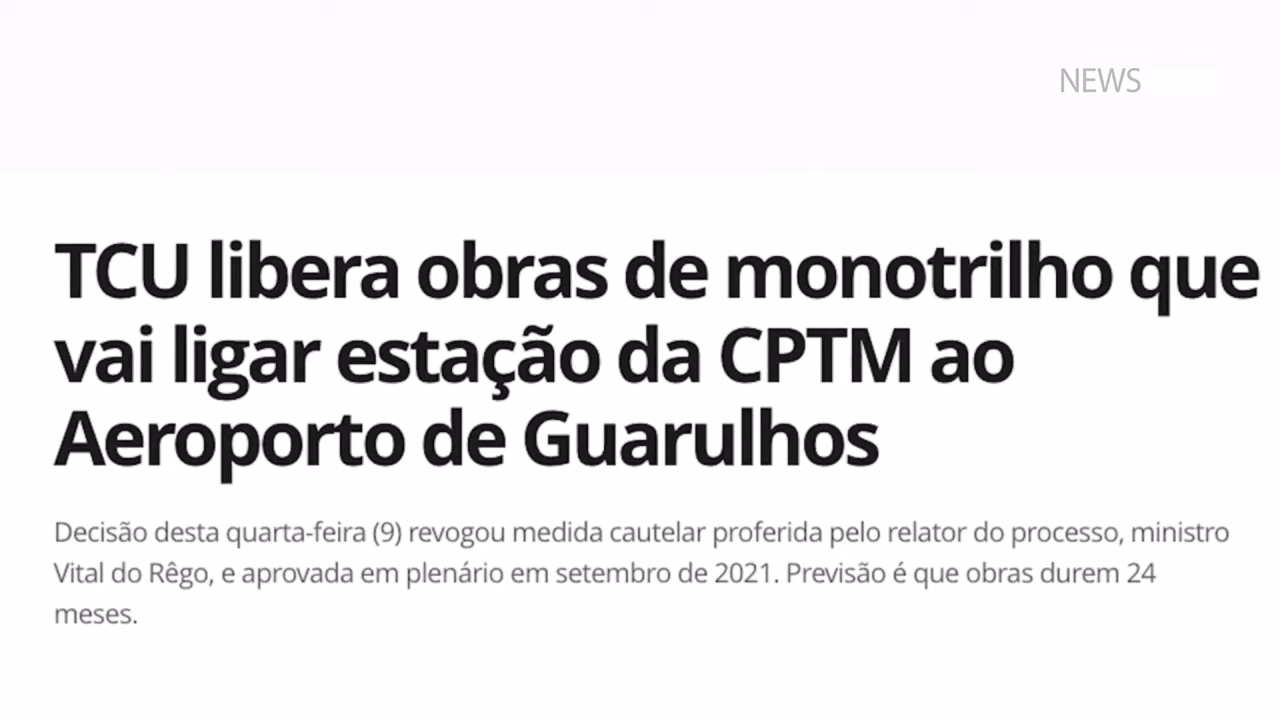 NEWS
TCU libera obras de monotrilho que
vai ligar estação da CPTM ao
Aeroporto de Guarulhos
Decisão desta quarta-feira (9) revogou medida cautelar proferida pelo relator do processo, ministro
Vital do Rêgo, e aprovada em plenário em setembro de 2021. Previsão é que obras durem 24
meses.